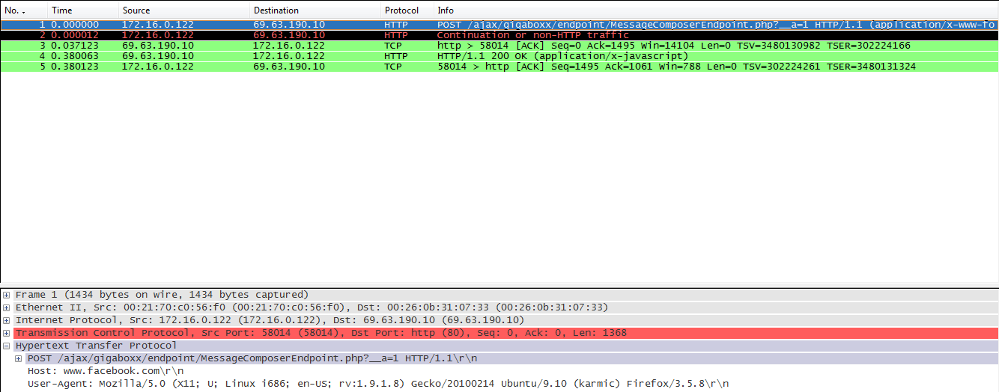 No. Time Source Destination Protocol Info
1 0.000000 172.16.0.122 69.63.190.10 HTTP POST /ajax/gigaboxx/endpoint/MessageComposerEndpoint.php?__a=1 HTTP/1.1 (application/x-www-fo
2 0.000012 172.16.0.122 69.63.190.10 HTTP Continuation or non-HTTP traffic
3 0.037123 69.63.190.10 172.16.0.122 TCP http > 58014 [ACK] Seq=0 Ack=1495 Win=14104 Len=0 TSV=3480130982 TSER=302224166
4 0.380063 69.63.190.10 172.16.0.122 HTTP HTTP/1.1 200 OK (application/x-javascript)
5 0.380123 172.16.0.122 69.63.190.10 TCP 58014 > http [ACK] Seq=1495 Ack=1061 Win=788 Len=0 TSV=302224261 TSER=3480131324
Frame 1 (1434 bytes on wire, 1434 bytes captured)
Ethernet II, Src: 00:21:70:c0:56:f0 (00:21:70:c0:56:f0), Dst: 00:26:0b:31:07:33 (00:26:0b:31:07:33)
Internet Protocol, Src: 172.16.0.122 (172.16.0.122), Dst: 69.63.190.10 (69.63.190.10)
Transmission Control Protocol, Src Port: 58014 (58014), Dst Port: http (80), Seq: 0, Ack: 0, Len: 1368
Hypertext Transfer Protocol
POST /ajax/gigaboxx/endpoint/MessageComposerEndpoint.php?__a=1 HTTP/1.1\r\n
Host: www.facebook.com\r\n
User-Agent: Mozilla/5.0 (X11; U; Linux i686; en-US; rv:1.9.1.8) Gecko/20100214 Ubuntu/9.10 (karmic) Firefox/3.5.8\r\n